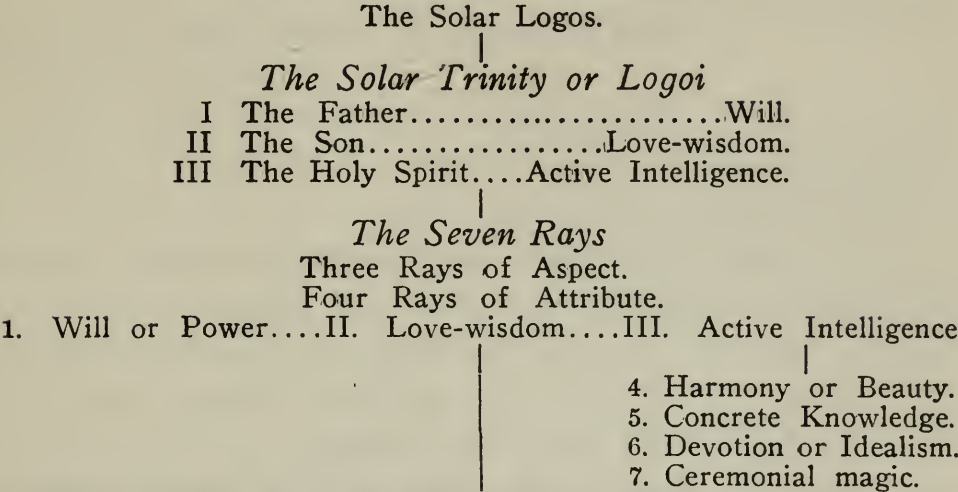 The Solar Logos.
The Solar Trinity or Logoi
I The Father..............................Will.
II The Son..................Love-wisdom.
III The Holy Spirit....Active Intelligence.
The Seven Rays
Three Rays of Aspect.
Four Rays of Attribute.
1. Will or Power....II. Love-wisdom....III. Active Intelligence
4. Harmony or Beauty.
5. Concrete Knowledge.
6. Devotion or Idealism.
7. Ceremonial magic.